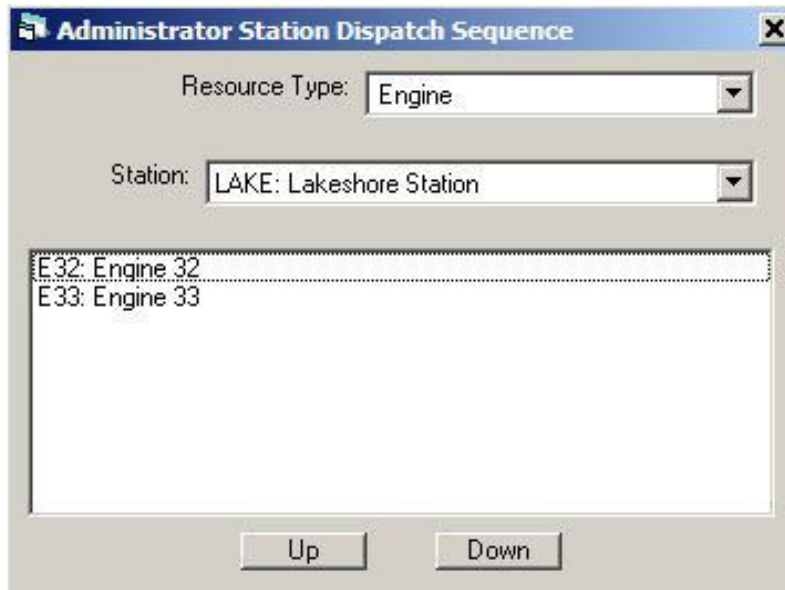 Administrator Station Dispatch Sequence
Resource Type: Engine
Station: LAKE: Lakeshore Station
E32: Engine 32
E33: Engine 33
Up Down